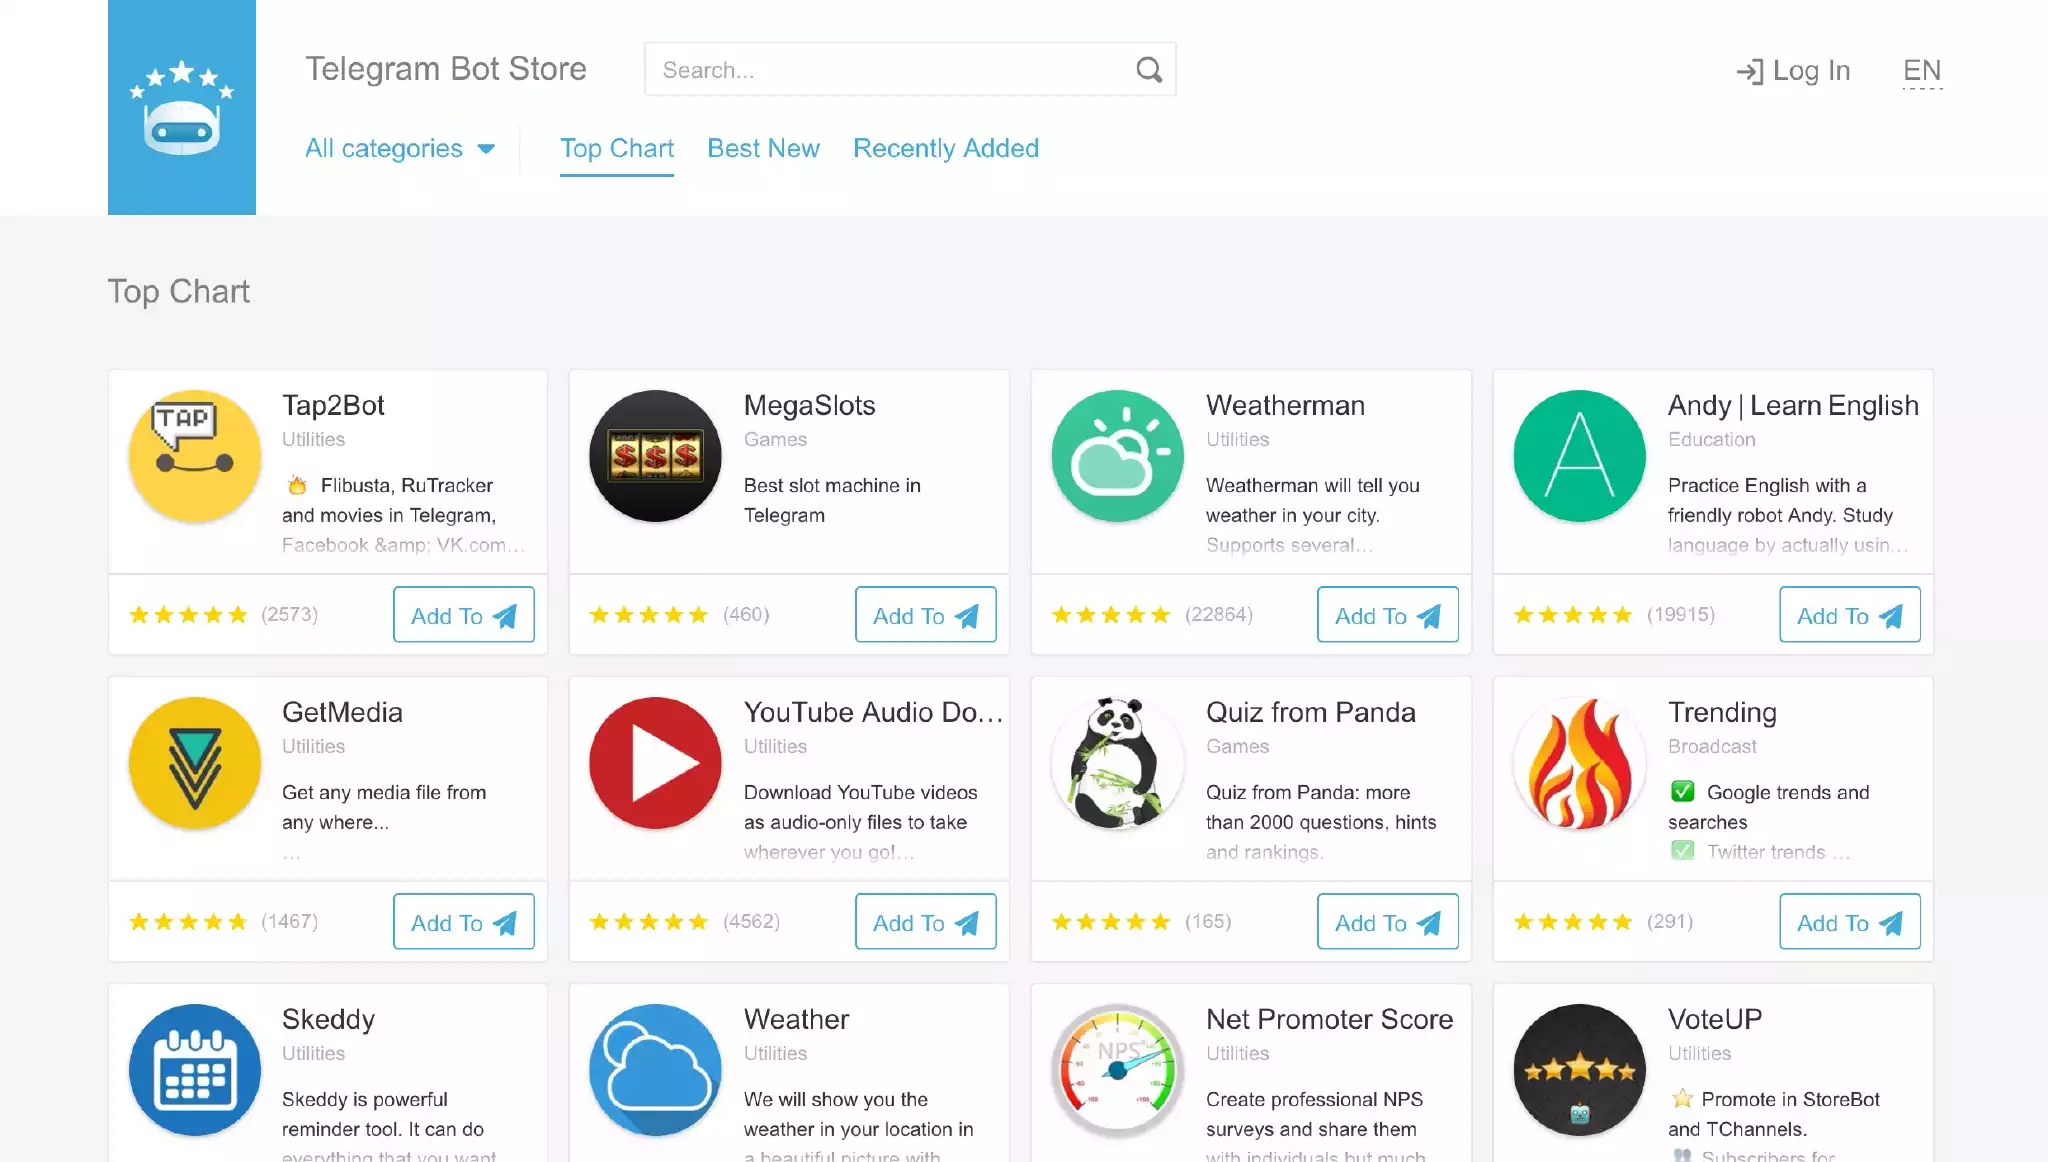 Telegram Bot Store
Search...
Log In
EN
All categories
Top Chart
Best New
Recently Added
Top Chart
Tap2Bot
Utilities
🔥 Flibusta, RuTracker
and movies in Telegram,
Facebook &amp; VK.com...
(2573)
Add To
MegaSlots
Games
Best slot machine in
Telegram
(460)
Add To
Weatherman
Utilities
Weatherman will tell you
weather in your city.
Supports several...
(22864)
Add To
Andy | Learn English
Education
Practice English with a
friendly robot Andy. Study
language by actually usin...
(19915)
Add To
TAP
$ $ $
A
GetMedia
Utilities
Get any media file from
any where...
...
(1467)
Add To
YouTube Audio Do...
Utilities
Download YouTube videos
as audio-only files to take
wherever you go!...
(4562)
Add To
Quiz from Panda
Games
Quiz from Panda: more
than 2000 questions, hints
and rankings.
(165)
Add To
Trending
Broadcast
✅ Google trends and
searches
✅ Twitter trends ...
(291)
Add To
Skeddy
Utilities
Skeddy is powerful
reminder tool. It can do
everything that you want
Weather
Utilities
We will show you the
weather in your location in
a beautiful picture with
NPS
Net Promoter Score
Utilities
Create professional NPS
surveys and share them
with individuals but much
VoteUP
Utilities
⭐ Promote in StoreBot
and TChannels.
👥 Subscribers for